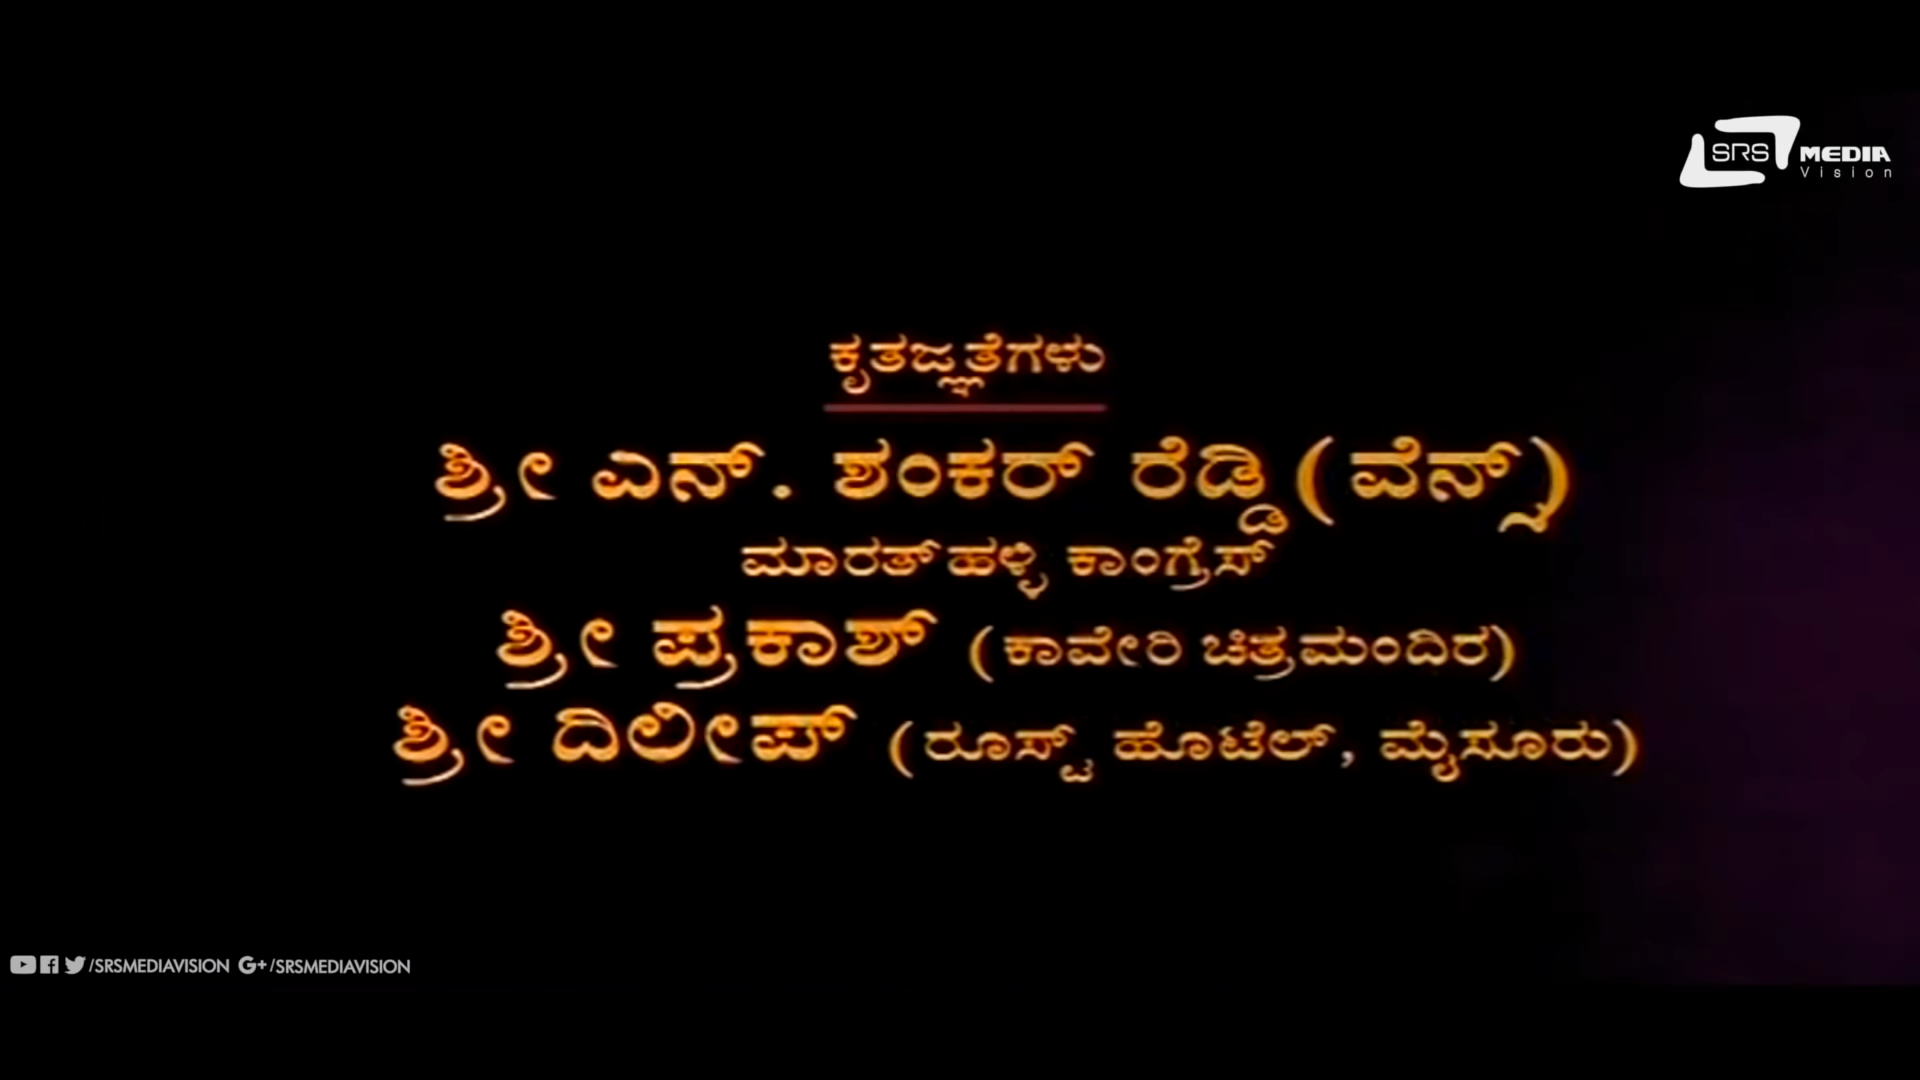 SRS MEDIA
Vision
ಕೃತಜ್ಞತೆಗಳು
ಶ್ರೀ ಎನ್. ಶಂಕರ್ ರೆಡ್ಡಿ (ವೆನ್ಸ್)
ಮಾರತ್‌ಹಳ್ಳಿ ಕಾಂಗ್ರೆಸ್
ಶ್ರೀ ಪ್ರಕಾಶ್ (ಕಾವೇರಿ ಚಿತ್ರಮಂದಿರ)
ಶ್ರೀ ದಿಲೀಪ್ (ರೂಸ್ಟ್ ಹೊಟೆಲ್, ಮೈಸೂರು)
/SRSMEDIAVISION G+/SRSMEDIAVISION